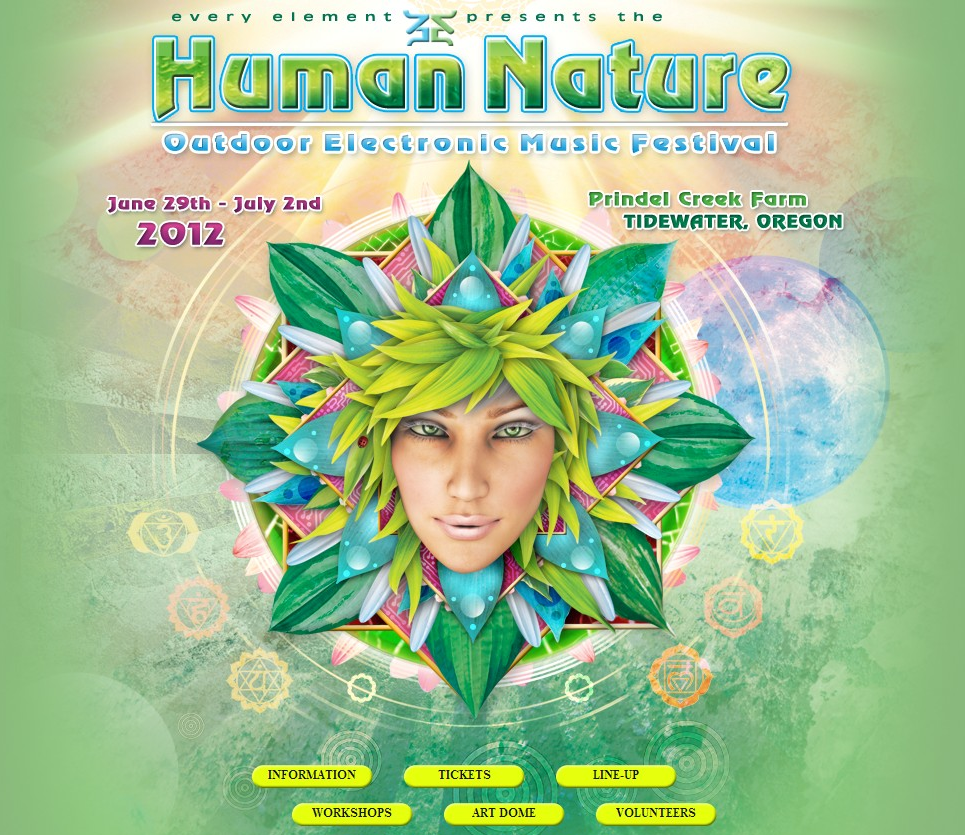 every element presents the
Human Nature
Outdoor Electronic Music Festival
June 29th - July 2nd
2012
Prindel Creek Farm
TIDEWATER, OREGON
INFORMATION
TICKETS
LINE-UP
WORKSHOPS
ART DOME
VOLUNTEERS